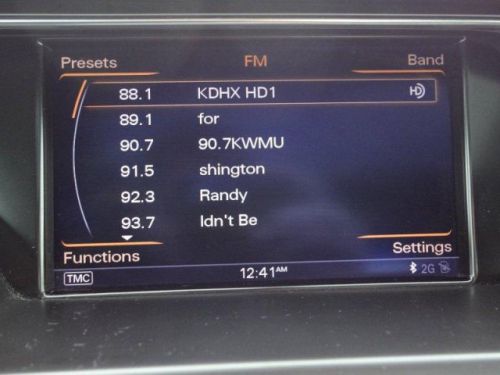 Presets FM Band
88.1 KDHX HD1 HD
89.1 for
90.7 90.7KWMU
91.5 shington
92.3 Randy
93.7 ldn't Be
Functions Settings
TMC 12:41AM 2G